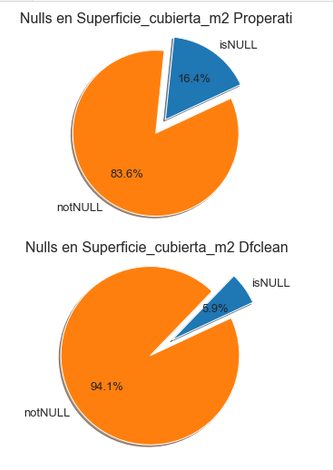 Nulls en Superficie_cubierta_m2 Properati
isNULL
16.4%
83.6%
notNULL
Nulls en Superficie_cubierta_m2 Dfclean
isNULL
5.9%
94.1%
notNULL